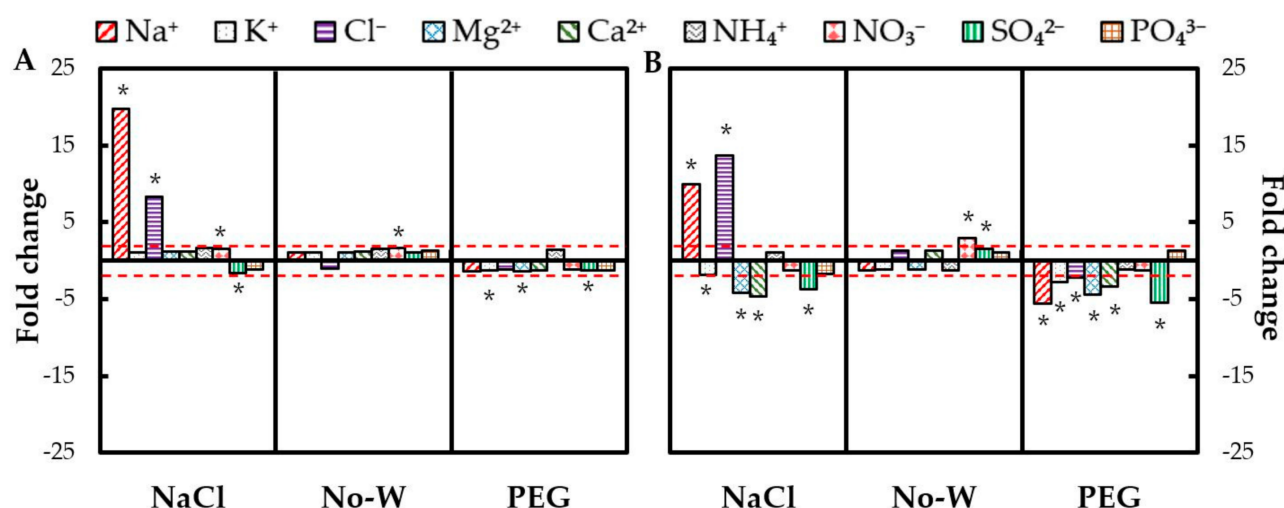 Na⁺ K⁺ Cl⁻ Mg²⁺ Ca²⁺ NH₄⁺ NO₃⁻ SO₄²⁻ PO₄³⁻
A
B
25
15
5
-5
-15
-25
Fold change
* * * *
*
* * *
* * * * * *
* *
* * * * * *
25
15
5
-5
-15
-25
Fold change
NaCl No-W PEG NaCl No-W PEG